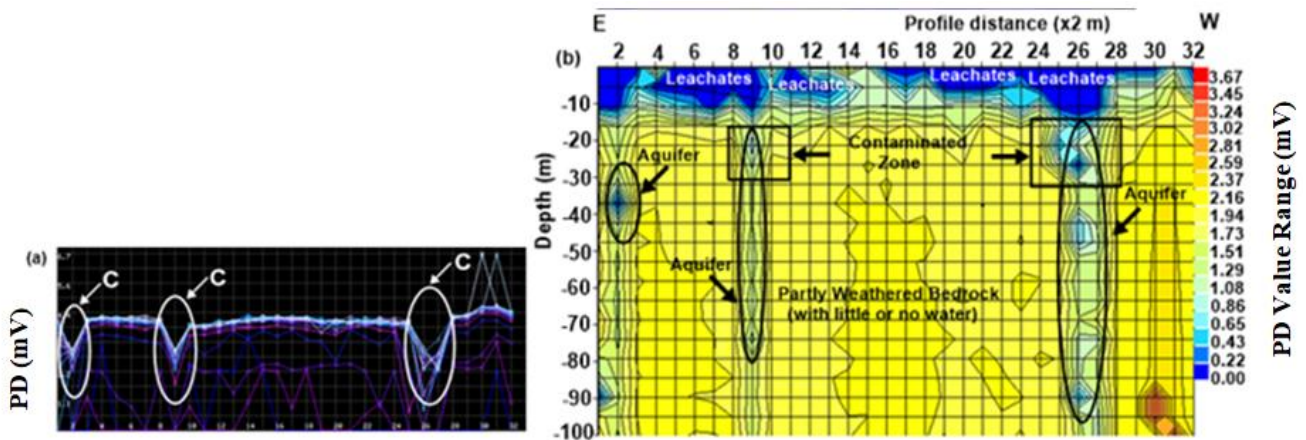 E Profile distance (x2 m) W
(b) 2 4 6 8 10 12 14 16 18 20 22 24 26 28 30 32
Leachates Leachates Leachates Leachates
-10
-20
-30
-40
-50
-60
-70
-80
-90
-100
Depth (m)
Contaminated
Zone
Aquifer
Aquifer
Aquifer
Partly Weathered Bedrock
(with little or no water)
3.67
3.45
3.24
3.02
2.81
2.59
2.37
2.16
1.94
1.73
1.51
1.29
1.08
0.86
0.65
0.43
0.22
0.00
PD Value Range (mV)
(a)
C C C
PD (mV)